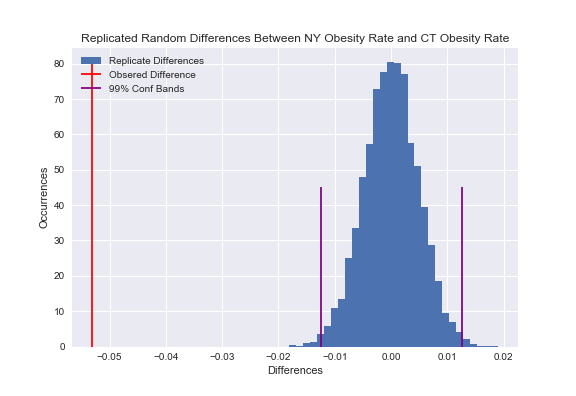 Replicated Random Differences Between NY Obesity Rate and CT Obesity Rate
Replicate Differences
Obsered Difference
99% Conf Bands
80
70
60
50
40
30
20
10
0
Occurrences
−0.05
−0.04
−0.03
−0.02
−0.01
0.00
0.01
0.02
Differences